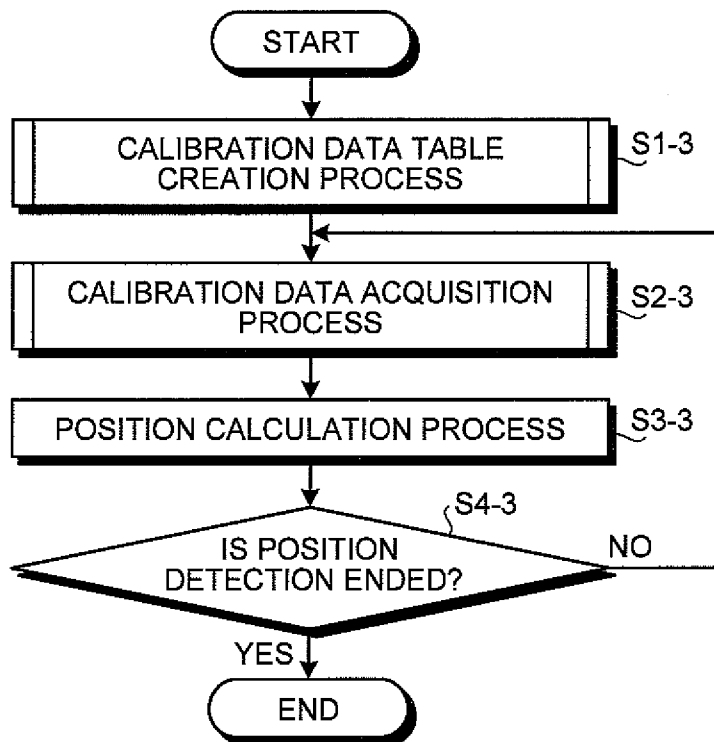 START
CALIBRATION DATA TABLE
CREATION PROCESS
S1-3
CALIBRATION DATA ACQUISITION
PROCESS
S2-3
POSITION CALCULATION PROCESS
S3-3
S4-3
IS POSITION
DETECTION ENDED?
NO
YES
END